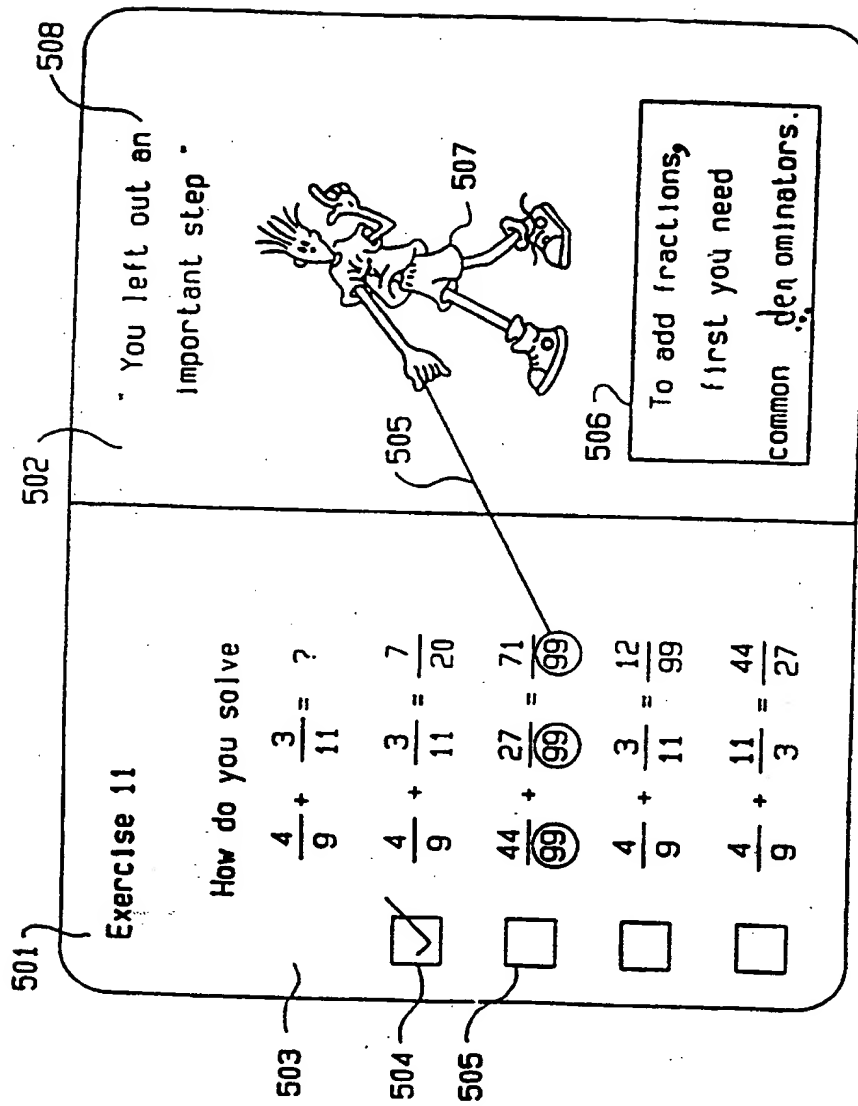 501
Exercise 11
502
" You left out an
important step "
508
503
How do you solve
4/9 + 3/11 = ?
504
4/9 + 3/11 = 7/20
505
44/99 + 27/99 = 71/99
4/9 + 3/11 = 12/99
4/9 + 11/3 = 44/27
505
507
506
To add fractions,
first you need
common denominators.